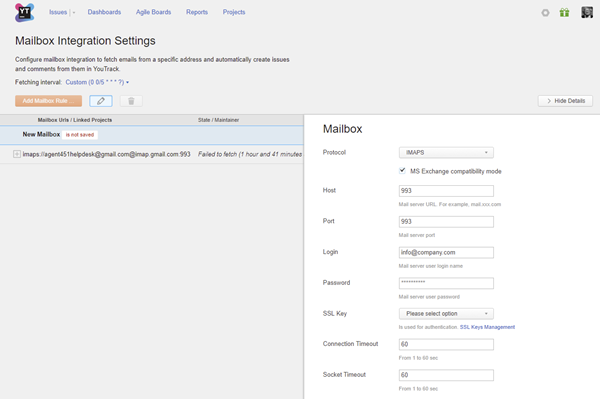 YT
Issues | Dashboards Agile Boards Reports Projects
Mailbox Integration Settings
Configure mailbox integration to fetch emails from a specific address and automatically create issues
and comments from them in YouTrack.
Fetching interval: Custom (0 0/5 * * * ?)
Add Mailbox Rule ...
Hide Details
Mailbox Urls / Linked Projects State / Maintainer
New Mailbox is not saved
imaps://agent451helpdesk@gmail.com@imap.gmail.com:993 Failed to fetch (1 hour and 41 minutes
Mailbox
Protocol IMAPS
MS Exchange compatibility mode
Host 993
Mail server URL. For example, mail.xxx.com
Port 993
Mail server port
Login info@company.com
Mail server user login name
Password **********
Mail server user password
SSL Key Please select option
Is used for authentication. SSL Keys Management
Connection Timeout 60
From 1 to 60 sec
Socket Timeout 60
From 1 to 60 sec